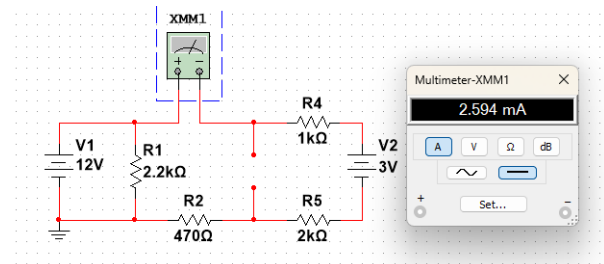 XMM1
+ −
V1
12V
R1
2.2kΩ
R2
470Ω
R4
1kΩ
V2
3V
R5
2kΩ
Multimeter-XMM1
2.594 mA
A V Ω dB
+ Set... −